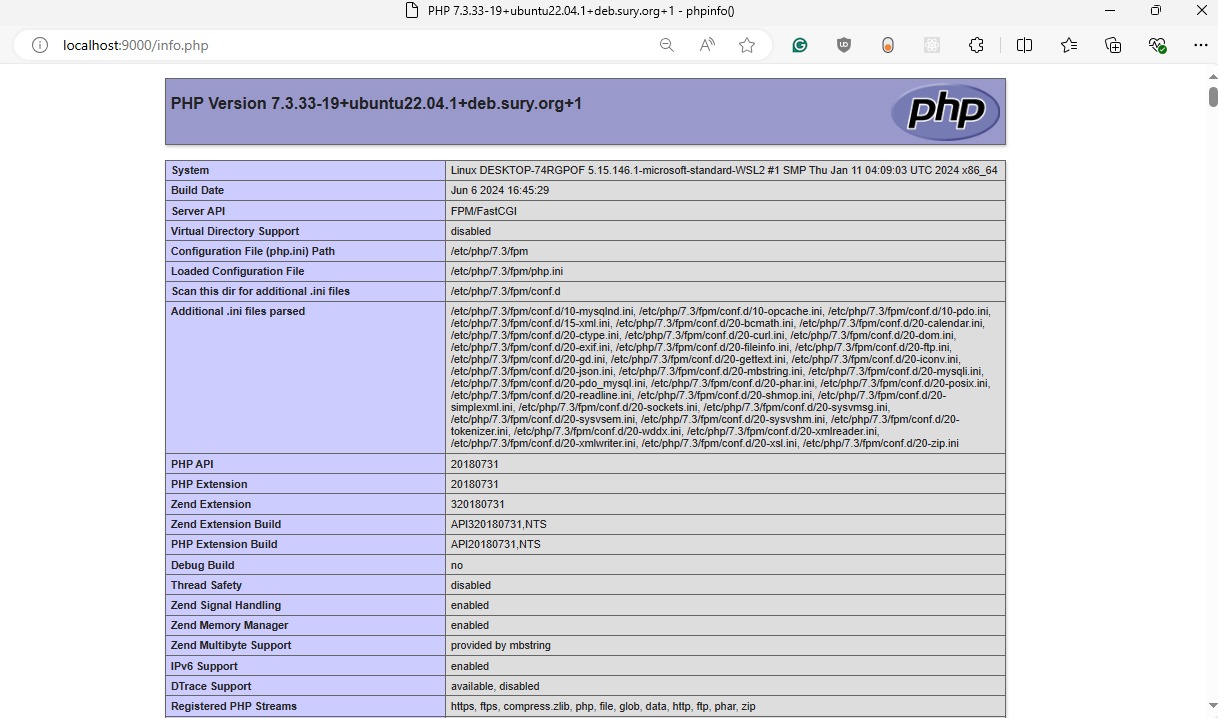 PHP 7.3.33-19+ubuntu22.04.1+deb.sury.org+1 - phpinfo()
localhost:9000/info.php
PHP Version 7.3.33-19+ubuntu22.04.1+deb.sury.org+1
php
System Linux DESKTOP-74RGPOF 5.15.146.1-microsoft-standard-WSL2 #1 SMP Thu Jan 11 04:09:03 UTC 2024 x86_64
Build Date Jun 6 2024 16:45:29
Server API FPM/FastCGI
Virtual Directory Support disabled
Configuration File (php.ini) Path /etc/php/7.3/fpm
Loaded Configuration File /etc/php/7.3/fpm/php.ini
Scan this dir for additional .ini files /etc/php/7.3/fpm/conf.d
Additional .ini files parsed /etc/php/7.3/fpm/conf.d/10-mysqlnd.ini, /etc/php/7.3/fpm/conf.d/10-opcache.ini, /etc/php/7.3/fpm/conf.d/10-pdo.ini,
/etc/php/7.3/fpm/conf.d/15-xml.ini, /etc/php/7.3/fpm/conf.d/20-bcmath.ini, /etc/php/7.3/fpm/conf.d/20-calendar.ini,
/etc/php/7.3/fpm/conf.d/20-ctype.ini, /etc/php/7.3/fpm/conf.d/20-curl.ini, /etc/php/7.3/fpm/conf.d/20-dom.ini,
/etc/php/7.3/fpm/conf.d/20-exif.ini, /etc/php/7.3/fpm/conf.d/20-fileinfo.ini, /etc/php/7.3/fpm/conf.d/20-ftp.ini,
/etc/php/7.3/fpm/conf.d/20-gd.ini, /etc/php/7.3/fpm/conf.d/20-gettext.ini, /etc/php/7.3/fpm/conf.d/20-iconv.ini,
/etc/php/7.3/fpm/conf.d/20-json.ini, /etc/php/7.3/fpm/conf.d/20-mbstring.ini, /etc/php/7.3/fpm/conf.d/20-mysqli.ini,
/etc/php/7.3/fpm/conf.d/20-pdo_mysql.ini, /etc/php/7.3/fpm/conf.d/20-phar.ini, /etc/php/7.3/fpm/conf.d/20-posix.ini,
/etc/php/7.3/fpm/conf.d/20-readline.ini, /etc/php/7.3/fpm/conf.d/20-shmop.ini, /etc/php/7.3/fpm/conf.d/20-
simplexml.ini, /etc/php/7.3/fpm/conf.d/20-sockets.ini, /etc/php/7.3/fpm/conf.d/20-sysvmsg.ini,
/etc/php/7.3/fpm/conf.d/20-sysvsem.ini, /etc/php/7.3/fpm/conf.d/20-sysvshm.ini, /etc/php/7.3/fpm/conf.d/20-
tokenizer.ini, /etc/php/7.3/fpm/conf.d/20-wddx.ini, /etc/php/7.3/fpm/conf.d/20-xmlreader.ini,
/etc/php/7.3/fpm/conf.d/20-xmlwriter.ini, /etc/php/7.3/fpm/conf.d/20-xsl.ini, /etc/php/7.3/fpm/conf.d/20-zip.ini
PHP API 20180731
PHP Extension 20180731
Zend Extension 320180731
Zend Extension Build API320180731,NTS
PHP Extension Build API20180731,NTS
Debug Build no
Thread Safety disabled
Zend Signal Handling enabled
Zend Memory Manager enabled
Zend Multibyte Support provided by mbstring
IPv6 Support enabled
DTrace Support available, disabled
Registered PHP Streams https, ftps, compress.zlib, php, file, glob, data, http, ftp, phar, zip